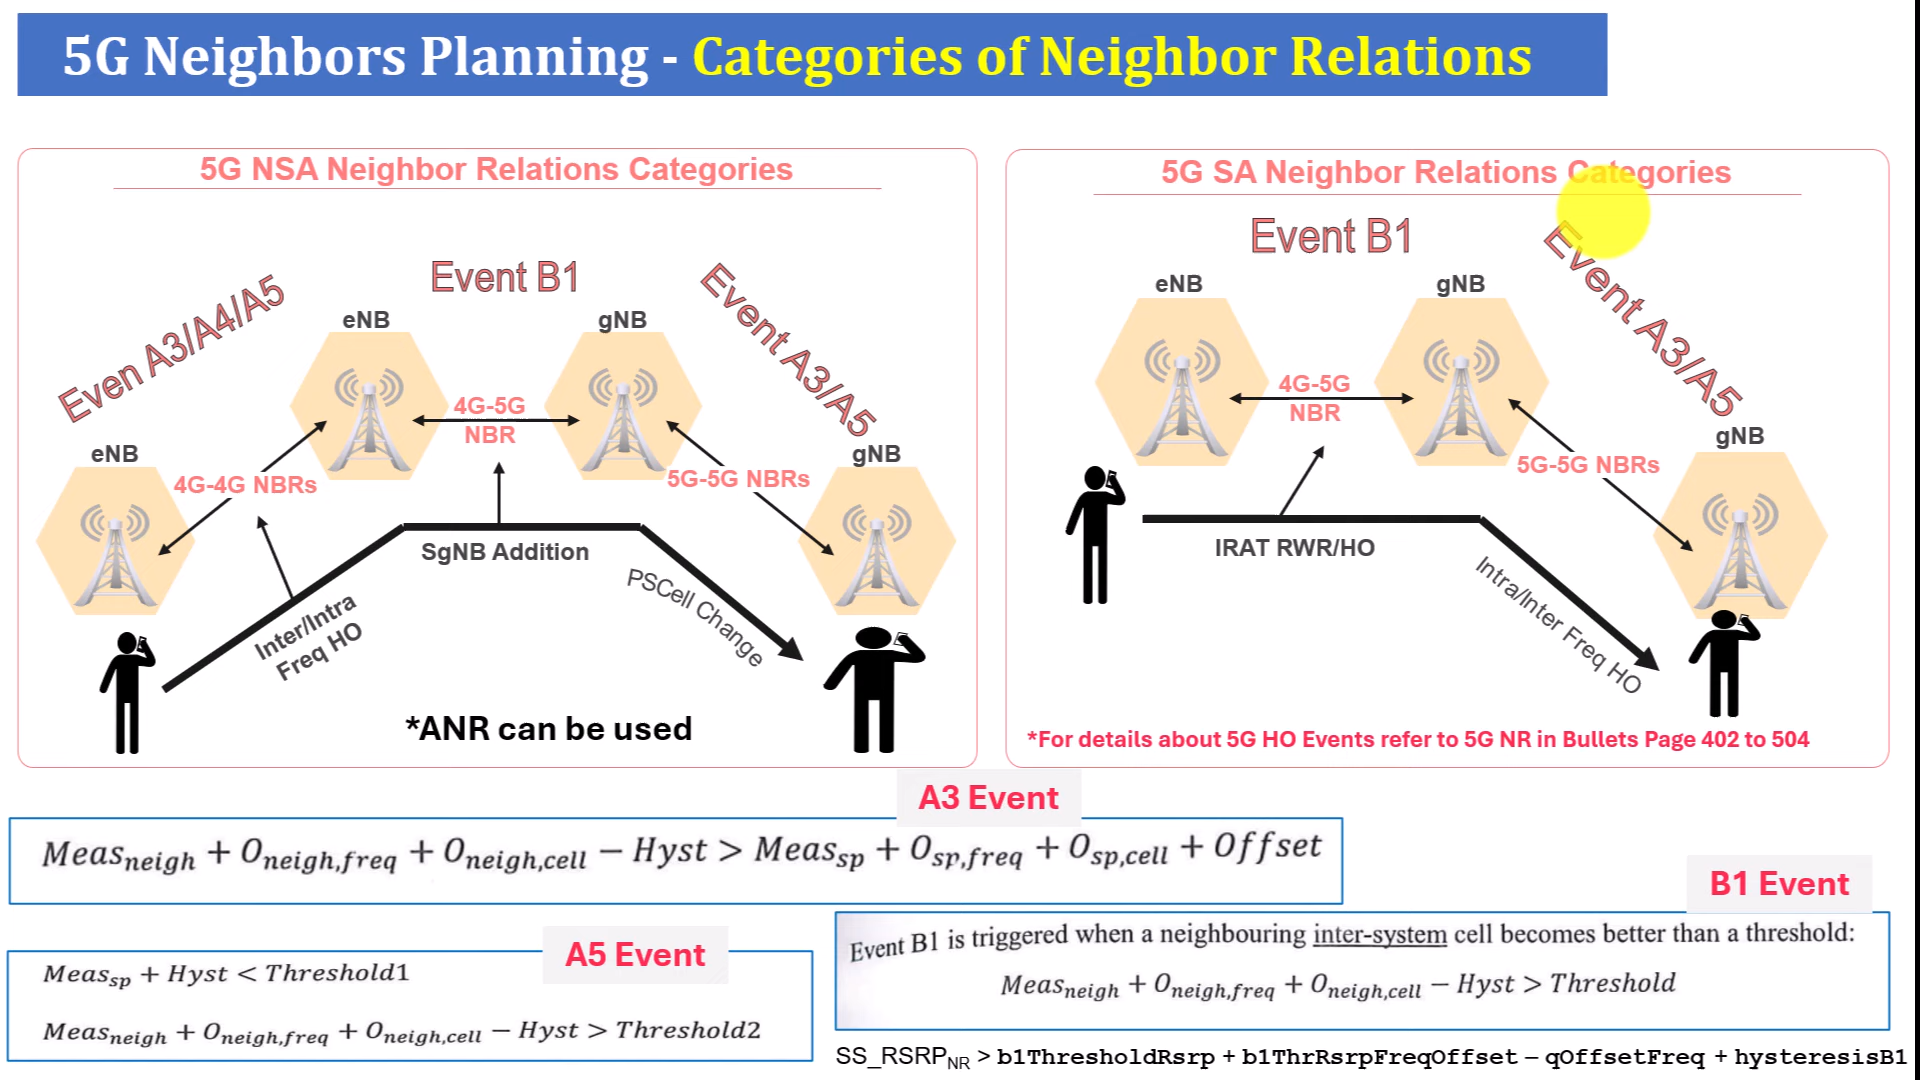 5G Neighbors Planning - Categories of Neighbor Relations
5G NSA Neighbor Relations Categories
Even A3/A4/A5
Event B1
Event A3/A5
eNB
gNB
eNB
gNB
4G-5G
NBR
4G-4G NBRs
5G-5G NBRs
SgNB Addition
Inter/Intra
Freq HO
PSCell Change
*ANR can be used
5G SA Neighbor Relations Categories
Event B1
Event A3/A5
eNB
gNB
gNB
4G-5G
NBR
5G-5G NBRs
IRAT RWR/HO
Intra/Inter Freq HO
*For details about 5G HO Events refer to 5G NR in Bullets Page 402 to 504
A3 Event
Meas_neigh + O_neigh,freq + O_neigh,cell − Hyst > Meas_sp + O_sp,freq + O_sp,cell + Offset
A5 Event
Meas_sp + Hyst < Threshold1
Meas_neigh + O_neigh,freq + O_neigh,cell − Hyst > Threshold2
B1 Event
Event B1 is triggered when a neighbouring inter-system cell becomes better than a threshold:
Meas_neigh + O_neigh,freq + O_neigh,cell − Hyst > Threshold
SS_RSRP_NR > b1ThresholdRsrp + b1ThrRsrpFreqOffset – qOffsetFreq + hysteresisB1